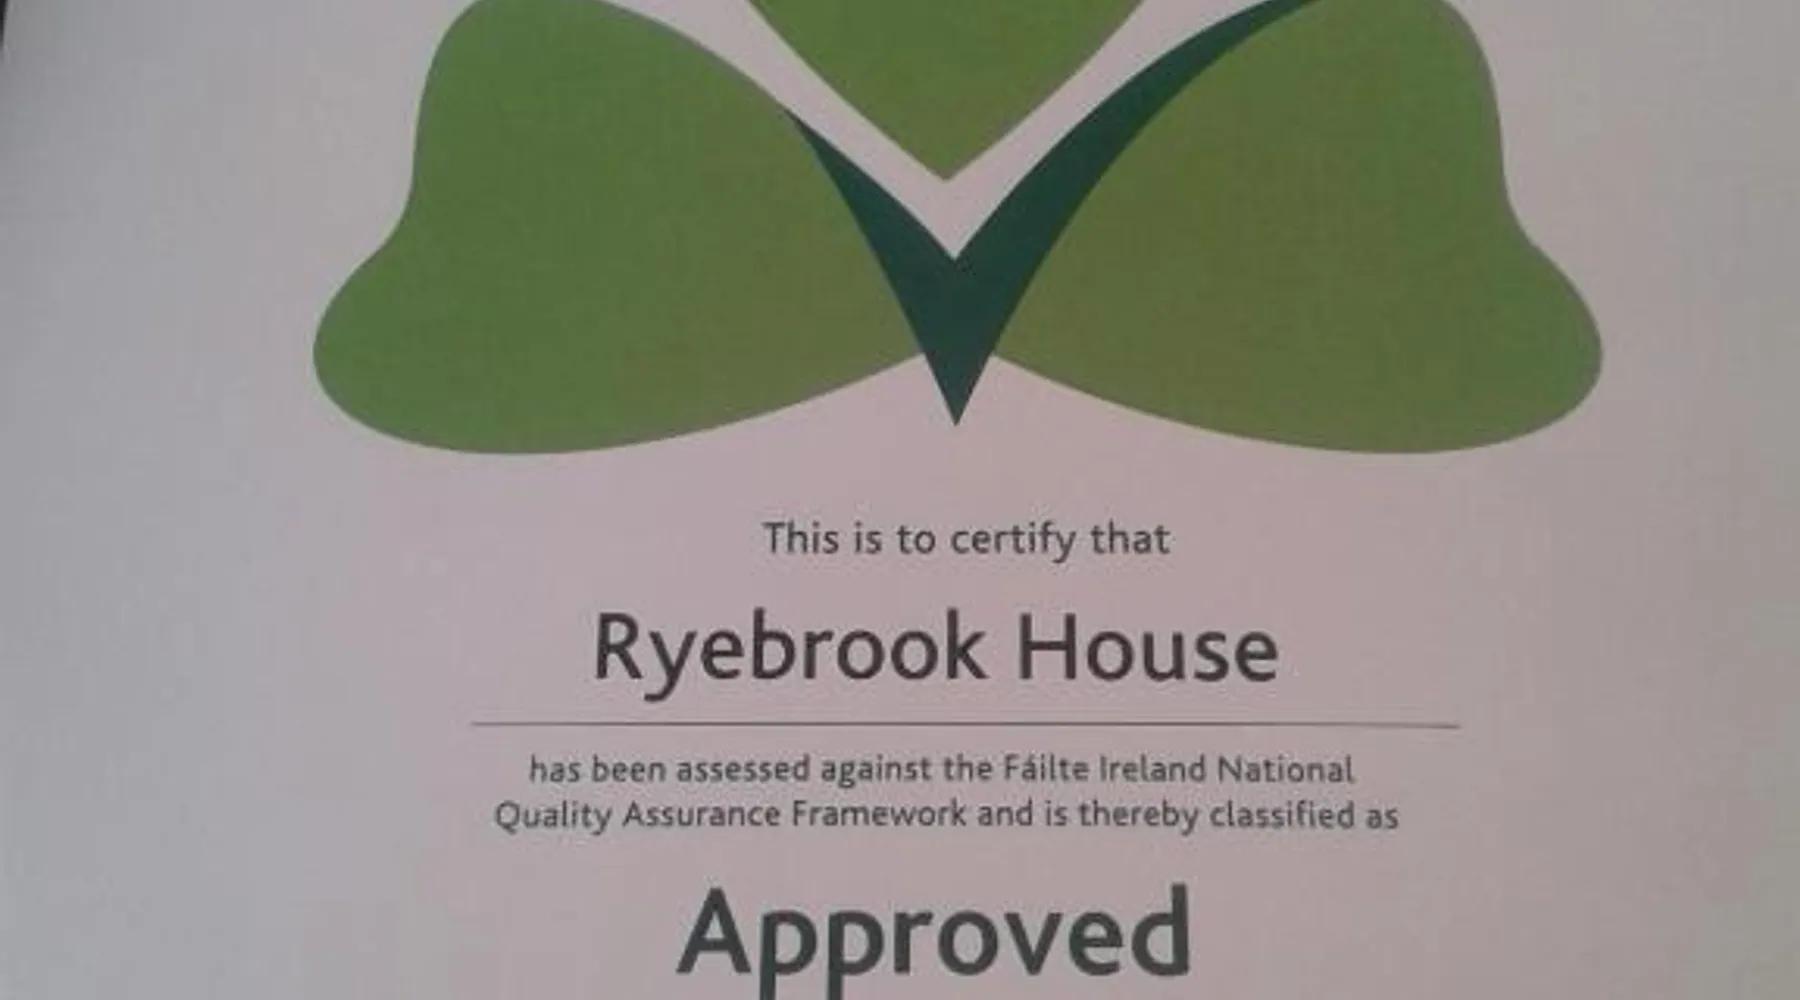 This is to certify that
Ryebrook House
has been assessed against the Fáilte Ireland National
Quality Assurance Framework and is thereby classified as
Approved